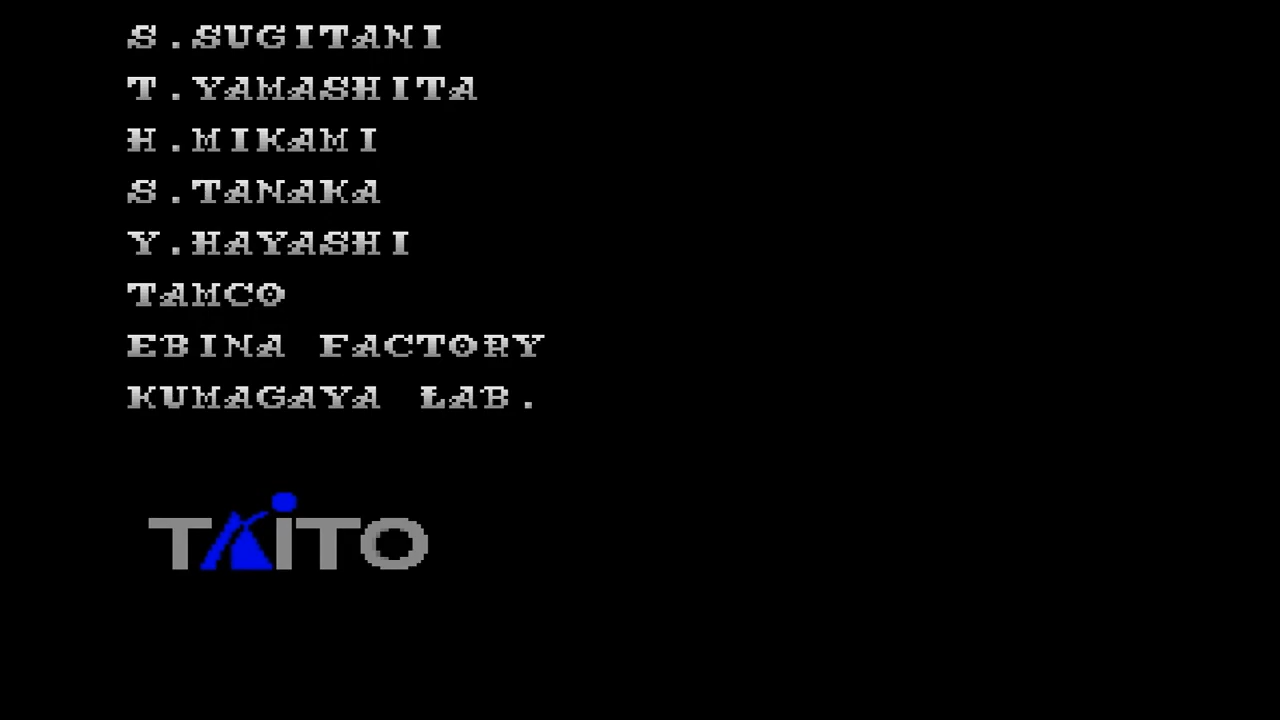 S.SUGITANI
T.YAMASHITA
H.MIKAMI
S.TANAKA
Y.HAYASHI
TAMCO
EBINA FACTORY
KUMAGAYA LAB.
TAiTO